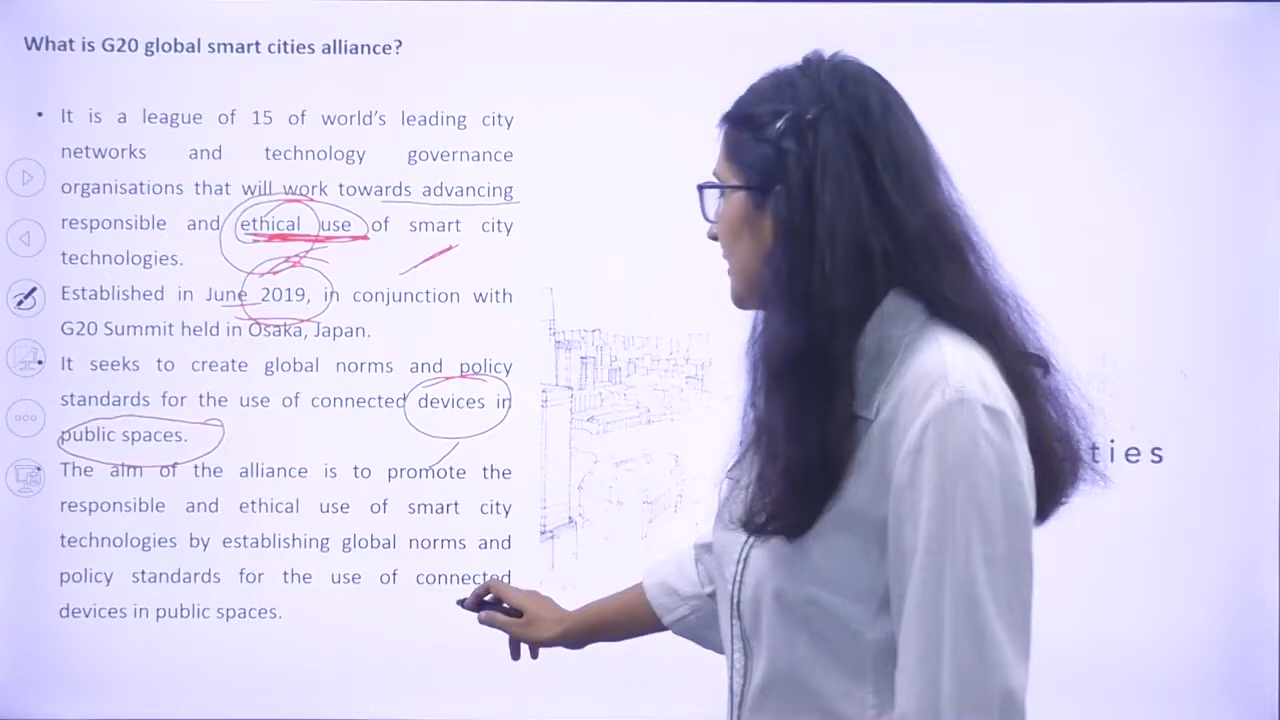 What is G20 global smart cities alliance?
• It is a league of 15 of world's leading city
networks and technology governance
organisations that will work towards advancing
responsible and ethical use of smart city
technologies.
Established in June 2019, in conjunction with
G20 Summit held in Osaka, Japan.
• It seeks to create global norms and policy
standards for the use of connected devices in
public spaces.
• The aim of the alliance is to promote the
responsible and ethical use of smart city
technologies by establishing global norms and
policy standards for the use of connected
devices in public spaces.
ties